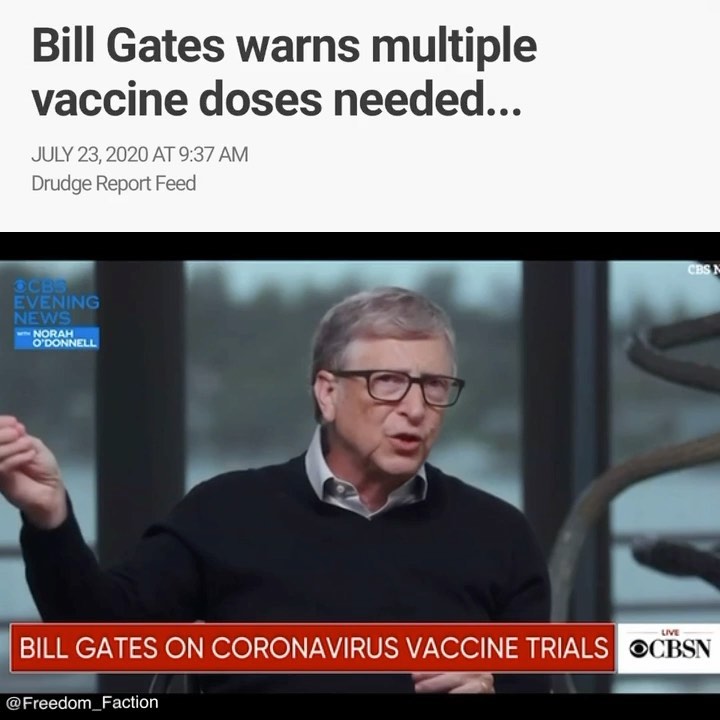 Bill Gates warns multiple
vaccine doses needed...
JULY 23, 2020 AT 9:37 AM
Drudge Report Feed
CBS N
CBS
EVENING
NEWS
WITH NORAH
O'DONNELL
BILL GATES ON CORONAVIRUS VACCINE TRIALS
LIVE
CBSN
@Freedom_Faction